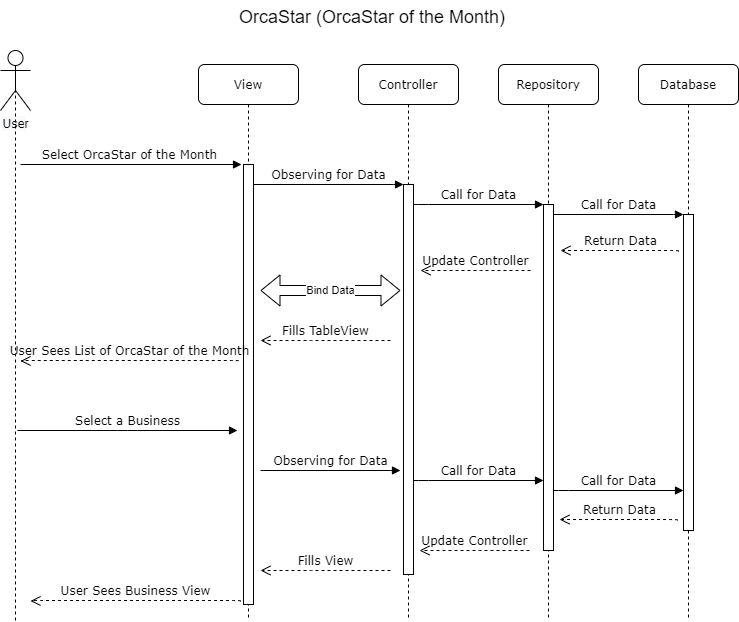 OrcaStar (OrcaStar of the Month)
View
Controller
Repository
Database
User
Select OrcaStar of the Month
Observing for Data
Call for Data
Call for Data
Return Data
Update Controller
Bind Data
Fills TableView
User Sees List of OrcaStar of the Month
Select a Business
Observing for Data
Call for Data
Call for Data
Return Data
Update Controller
Fills View
User Sees Business View